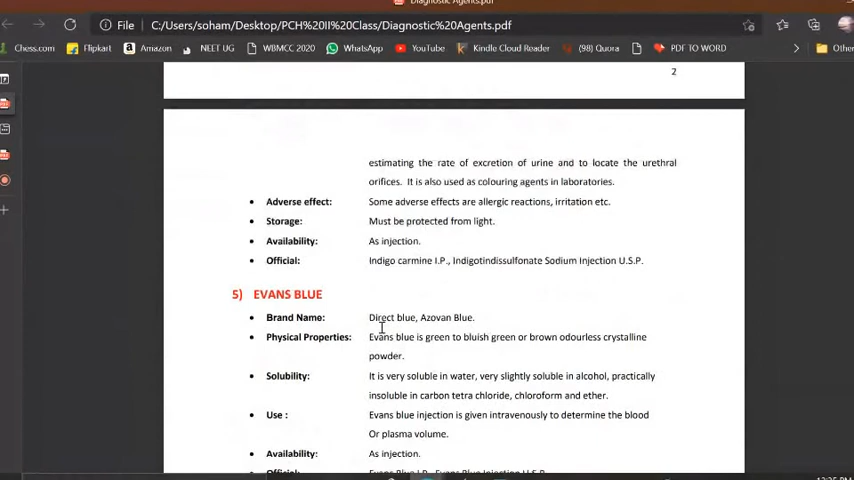 Diagnostic Agents.pdf
File C:/Users/soham/Desktop/PCH%20II%20Class/Diagnostic%20Agents.pdf
Chess.com Flipkart Amazon NEET UG WBMCC 2020 WhatsApp YouTube Kindle Cloud Reader (98) Quora PDF TO WORD Other
2
estimating the rate of excretion of urine and to locate the urethral
orifices. It is also used as colouring agents in laboratories.
• Adverse effect: Some adverse effects are allergic reactions, irritation etc.
• Storage: Must be protected from light.
• Availability: As injection.
• Official: Indigo carmine I.P., Indigotindissulfonate Sodium Injection U.S.P.
5) EVANS BLUE
• Brand Name: Direct blue, Azovan Blue.
• Physical Properties: Evans blue is green to bluish green or brown odourless crystalline
powder.
• Solubility: It is very soluble in water, very slightly soluble in alcohol, practically
insoluble in carbon tetra chloride, chloroform and ether.
• Use : Evans blue injection is given intravenously to determine the blood
Or plasma volume.
• Availability: As injection.
• Official: Evans Blue I.P., Evans Blue Injection U.S.P.